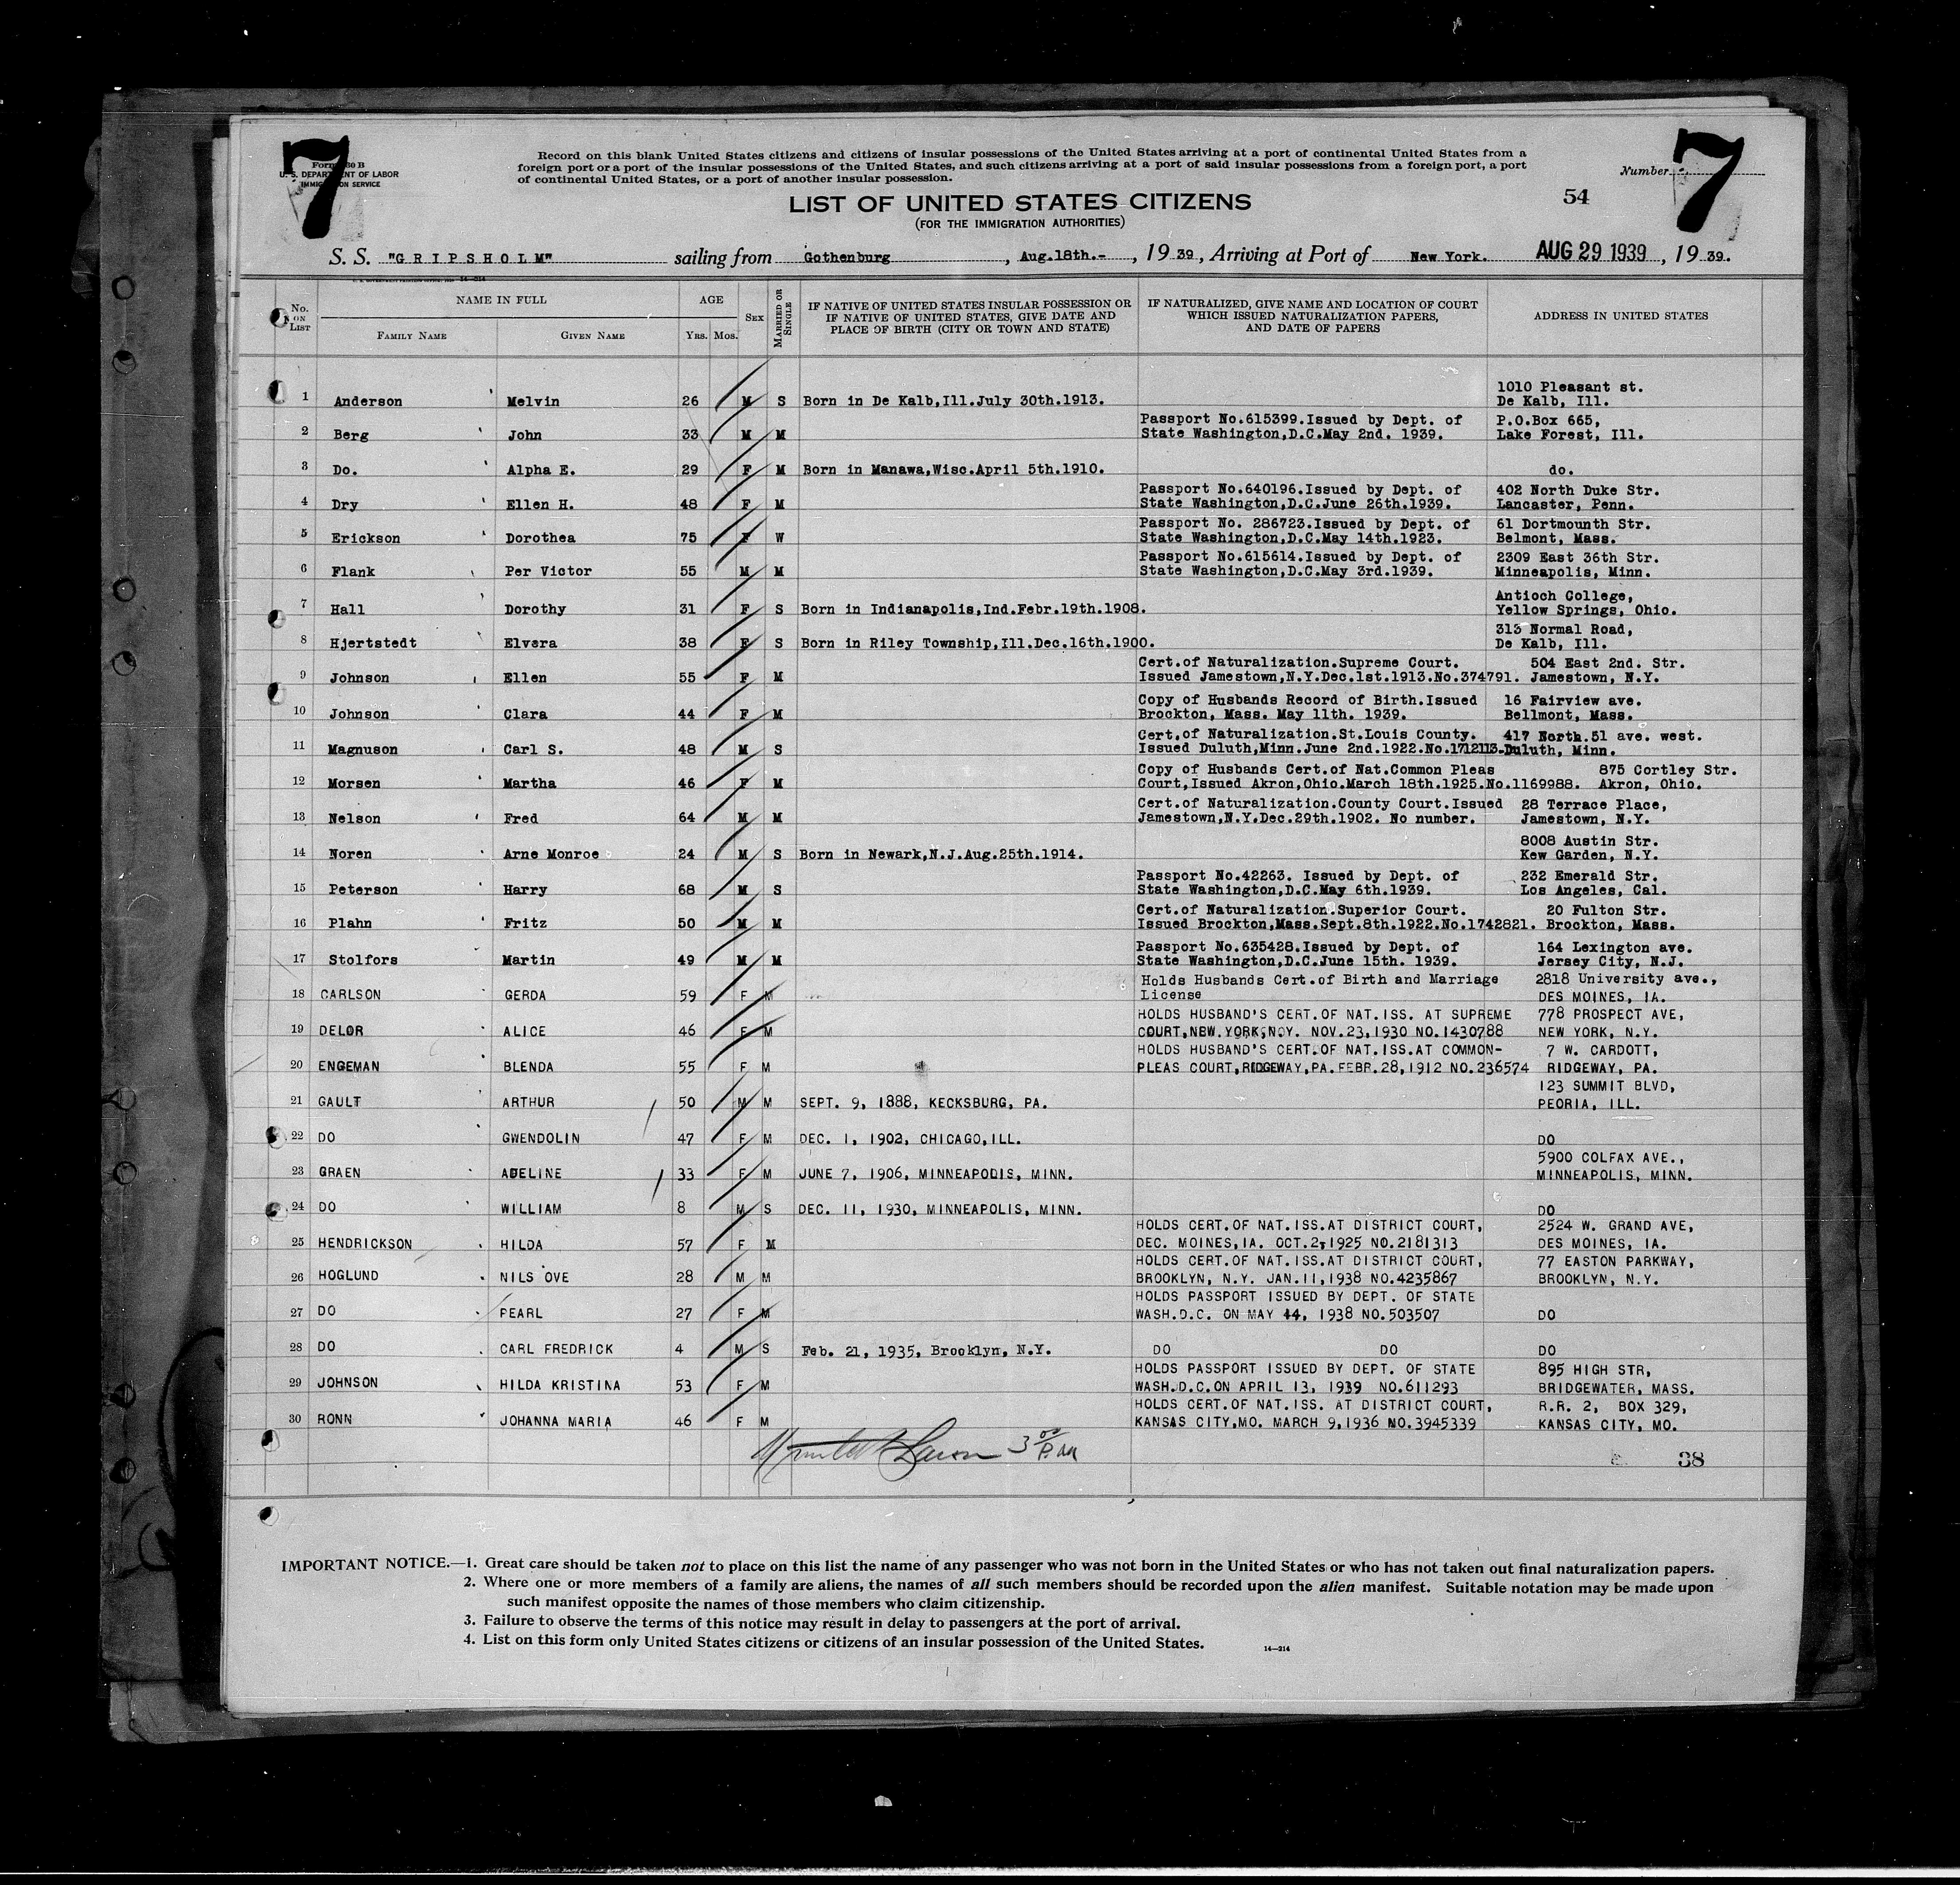 7
7
Form 630 B
U. S. DEPARTMENT OF LABOR
IMMIGRATION SERVICE
Record on this blank United States citizens and citizens of insular possessions of the United States arriving at a port of continental United States from a
foreign port or a port of the insular possessions of the United States, and such citizens arriving at a port of said insular possessions from a foreign port, a port
of continental United States, or a port of another insular possession.
Number
54
LIST OF UNITED STATES CITIZENS
(FOR THE IMMIGRATION AUTHORITIES)
S. S. "GRIPSHOLM" sailing from Gothenburg, Aug.18th.-, 19 39, Arriving at Port of New York. AUG 29 1939, 19 39.
No. ON LIST NAME IN FULL AGE SEX MARRIED OR SINGLE IF NATIVE OF UNITED STATES INSULAR POSSESSION OR IF NATIVE OF UNITED STATES, GIVE DATE AND PLACE OF BIRTH (CITY OR TOWN AND STATE) IF NATURALIZED, GIVE NAME AND LOCATION OF COURT WHICH ISSUED NATURALIZATION PAPERS, AND DATE OF PAPERS ADDRESS IN UNITED STATES
FAMILY NAME GIVEN NAME YRS. MOS.
1010 Pleasant st.
1 Anderson Melvin 26 M S Born in De Kalb,Ill.July 30th.1913. De Kalb, Ill.
Passport No.615399.Issued by Dept. of P.O.Box 665,
2 Berg John 33 M M State Washington,D.C.May 2nd. 1939. Lake Forest, Ill.
3 Do. Alpha E. 29 F M Born in Manawa,Wisc.April 5th.1910. do.
Passport No.640196.Issued by Dept. of 402 North Duke Str.
4 Dry Ellen H. 48 F M State Washington,D.C.June 26th.1939. Lancaster, Penn.
Passport No. 286723.Issued by Dept. of 61 Dortmounth Str.
5 Erickson Dorothea 75 F W State Washington,D.C.May 14th.1923. Belmont, Mass.
Passport No.615614.Issued by Dept. of 2309 East 36th Str.
6 Flank Per Victor 55 M M State Washington,D.C.May 3rd.1939. Minneapolis, Minn.
Antioch College,
7 Hall Dorothy 31 F S Born in Indianapolis,Ind.Febr.19th.1908. Yellow Springs, Ohio.
313 Normal Road,
8 Hjertstedt Elvera 38 F S Born in Riley Township,Ill.Dec.16th.1900. De Kalb, Ill.
Cert.of Naturalization.Supreme Court. 504 East 2nd. Str.
9 Johnson Ellen 55 F M Issued Jamestown,N.Y.Dec.1st.1913.No.374791. Jamestown, N.Y.
Copy of Husbands Record of Birth.Issued 16 Fairview ave.
10 Johnson Clara 44 F M Brockton, Mass. May 11th. 1939. Bellmont, Mass.
Cert.of Naturalization.St.Louis County. 417 North.51 ave. west.
11 Magnuson Carl S. 48 M S Issued Duluth,Minn.June 2nd.1922.No.1712113.Duluth, Minn.
Copy of Husbands Cert.of Nat.Common Pleas 875 Cortley Str.
12 Morsen Martha 46 F M Court,Issued Akron,Ohio.March 18th.1925.No.1169988. Akron, Ohio.
Cert.of Naturalization.County Court.Issued 28 Terrace Place,
13 Nelson Fred 64 M M Jamestown,N.Y.Dec.29th.1902. No number. Jamestown, N.Y.
8008 Austin Str.
14 Noren Arne Monroe 24 M S Born in Newark,N.J.Aug.25th.1914. Kew Garden, N.Y.
Passport No.42263. Issued by Dept. of 232 Emerald Str.
15 Peterson Harry 68 M S State Washington,D.C.May 6th.1939. Los Angeles, Cal.
Cert.of Naturalization.Superior Court. 20 Fulton Str.
16 Plahn Fritz 50 M M Issued Brockton,Mass.Sept.8th.1922.No.1742821. Brockton, Mass.
Passport No.635428.Issued by Dept. of 164 Lexington ave.
17 Stolfors Martin 49 M M State Washington,D.C.June 15th. 1939. Jersey City, N.J.
Holds Husbands Cert.of Birth and Marriage 2818 University ave.,
18 CARLSON GERDA 59 F M License DES MOINES, IA.
HOLDS HUSBAND'S CERT.OF NAT.ISS. AT SUPREME 778 PROSPECT AVE,
19 DELOR ALICE 46 F M COURT,NEW.YORK,NOY. NOV.23,1930 NO.1430788 NEW YORK, N.Y.
HOLDS HUSBAND'S CERT.OF NAT.ISS.AT COMMON- 7 W. CARDOTT,
20 ENGEMAN BLENDA 55 F M PLEAS COURT,RIDGEWAY,PA.FEBR.28,1912 NO.236574 RIDGEWAY, PA.
123 SUMMIT BLVD,
21 GAULT ARTHUR 50 M M SEPT. 9, 1888, KECKSBURG, PA. PEORIA, ILL.
22 DO GWENDOLIN 47 F M DEC. 1, 1902, CHICAGO,ILL. DO
5900 COLFAX AVE.,
23 GRAEN ADELINE 33 F M JUNE 7, 1906, MINNEAPODIS, MINN. MINNEAPOLIS, MINN.
24 DO WILLIAM 8 M S DEC. 11, 1930, MINNEAPOLIS, MINN. DO
HOLDS CERT.OF NAT.ISS.AT DISTRICT COURT, 2524 W. GRAND AVE,
25 HENDRICKSON HILDA 57 F M DEC. MOINES,IA. OCT.2,1925 NO.2181313 DES MOINES, IA.
HOLDS CERT.OF NAT.ISS.AT DISTRICT COURT, 77 EASTON PARKWAY,
26 HOGLUND NILS OVE 28 M M BROOKLYN, N.Y. JAN.11,1938 NO.4235867 BROOKLYN, N.Y.
HOLDS PASSPORT ISSUED BY DEPT. OF STATE
27 DO PEARL 27 F M WASH.D.C. ON MAY 14, 1938 NO.503507 DO
28 DO CARL FREDRICK 4 M S Feb. 21, 1935, Brooklyn, N.Y. DO DO DO
HOLDS PASSPORT ISSUED BY DEPT. OF STATE 895 HIGH STR,
29 JOHNSON HILDA KRISTINA 53 F M WASH.D.C.ON APRIL 13, 1939 NO.611293 BRIDGEWATER, MASS.
HOLDS CERT.OF NAT.ISS. AT DISTRICT COURT, R.R. 2, BOX 329,
30 RONN JOHANNA MARIA 46 F M KANSAS CITY,MO. MARCH 9,1936 NO.3945339 KANSAS CITY, MO.
3 00 P.M
38
IMPORTANT NOTICE.—1. Great care should be taken not to place on this list the name of any passenger who was not born in the United States or who has not taken out final naturalization papers.
2. Where one or more members of a family are aliens, the names of all such members should be recorded upon the alien manifest. Suitable notation may be made upon
such manifest opposite the names of those members who claim citizenship.
3. Failure to observe the terms of this notice may result in delay to passengers at the port of arrival.
4. List on this form only United States citizens or citizens of an insular possession of the United States.
14—214